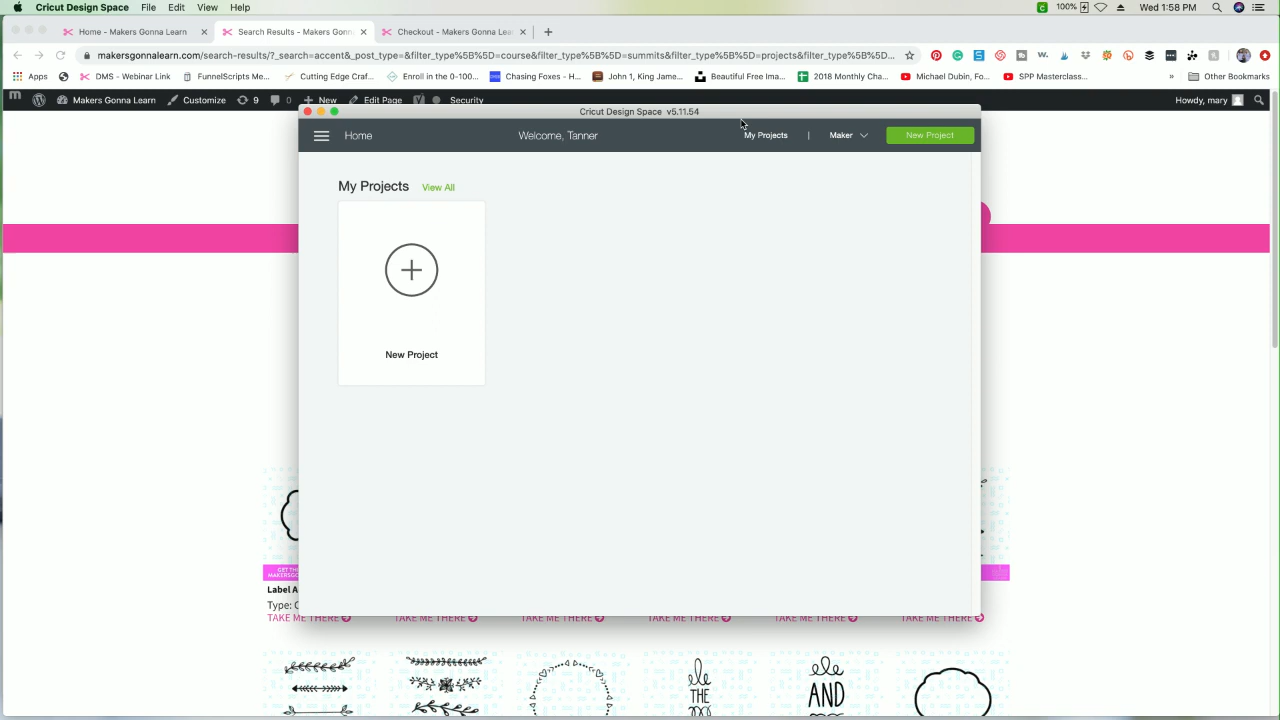 Cricut Design Space File Edit View Help 100% Wed 1:58 PM
Home - Makers Gonna Learn Search Results - Makers Gonn Checkout - Makers Gonna Lea
makersgonnalearn.com/search-results/?_search=accent&_post_type=&filter_type%5B%5D=course&filter_type%5B%5D=summits&filter_type%5B%5D=projects&filter_type%5B%5D...
Apps DMS - Webinar Link FunnelScripts Me... Cutting Edge Craf... Enroll in the 0-100... Chasing Foxes - H... John 1, King Jame... Beautiful Free Ima... 2018 Monthly Cha... Michael Dubin, Fo... SPP Masterclass... » Other Bookmarks
Makers Gonna Learn Customize 9 0 + New Edit Page Security Howdy, mary
Cricut Design Space v5.11.54
Home Welcome, Tanner My Projects | Maker New Project
My Projects View All
New Project
GET TH
MAKERSGO
Label A
Type: C
TAKE ME THERE TAKE ME THERE TAKE ME THERE TAKE ME THERE TAKE ME THERE TAKE ME THERE
THE AND